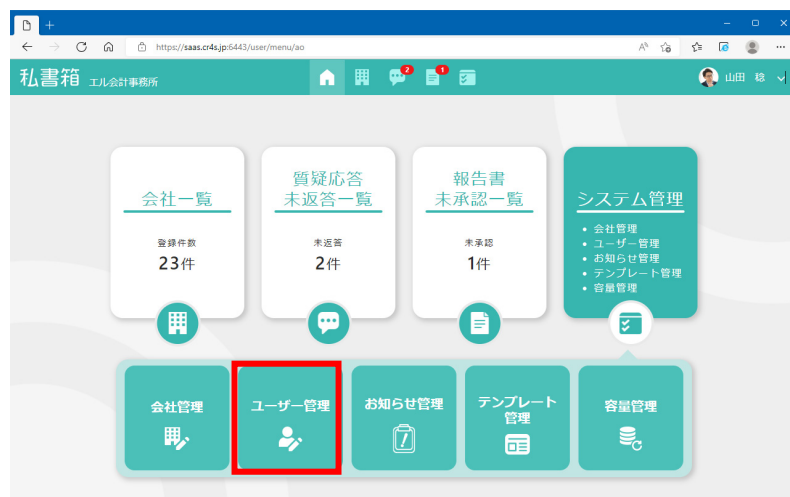 https://saas.cr4s.jp:6443/user/menu/ao
私書箱 エル会計事務所
2
1
山田 稔
会社一覧
登録件数
23件
質疑応答
未返答一覧
未返答
2件
報告書
未承認一覧
未承認
1件
システム管理
• 会社管理
• ユーザー管理
• お知らせ管理
• テンプレート管理
• 容量管理
会社管理
ユーザー管理
お知らせ管理
テンプレート
管理
容量管理